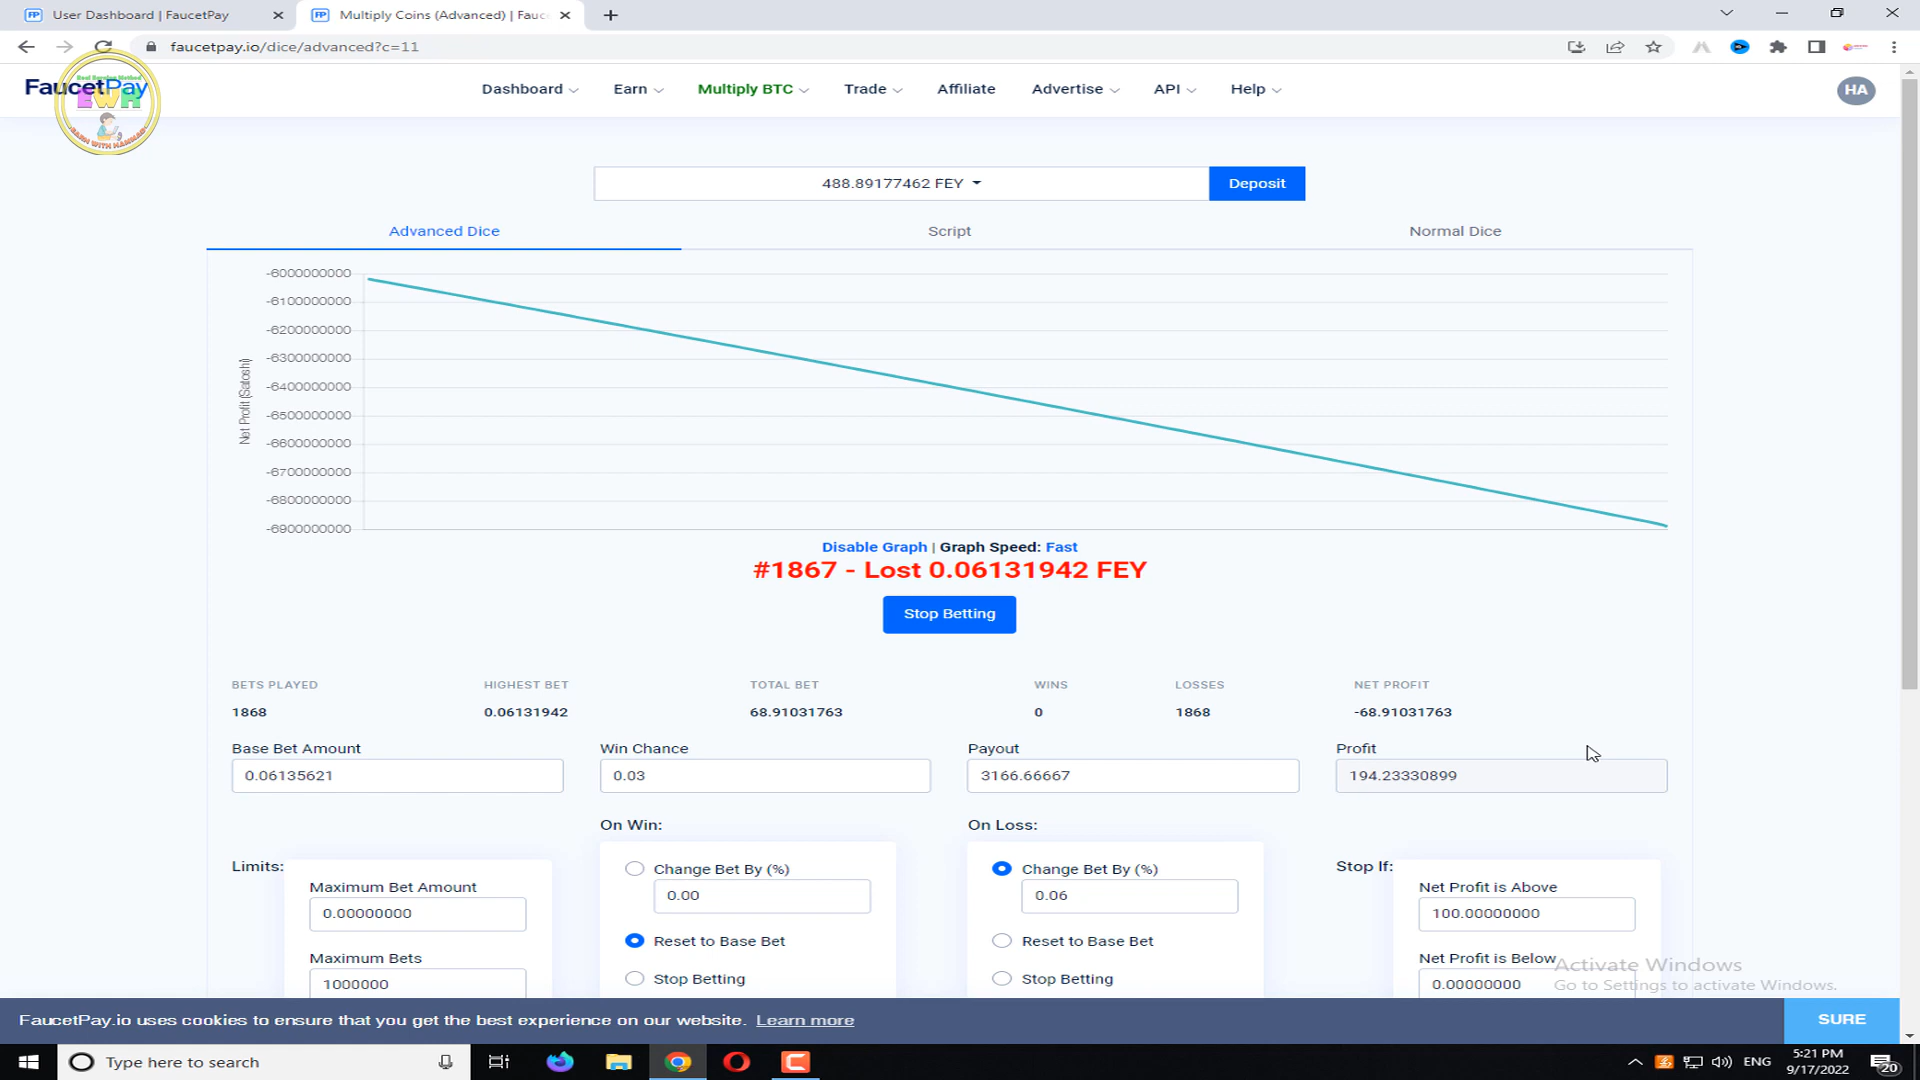 User Dashboard | FaucetPay
Multiply Coins (Advanced) | Fauc
faucetpay.io/dice/advanced?c=11
FaucetPay
Real Earning Method
EWH
EARN WITH HAMMAD
Dashboard
Earn
Multiply BTC
Trade
Affiliate
Advertise
API
Help
HA
488.89177462 FEY
Deposit
Advanced Dice
Script
Normal Dice
Net Profit (Satoshi)
-6000000000
-6100000000
-6200000000
-6300000000
-6400000000
-6500000000
-6600000000
-6700000000
-6800000000
-6900000000
Disable Graph | Graph Speed: Fast
#1867 - Lost 0.06131942 FEY
Stop Betting
BETS PLAYED
HIGHEST BET
TOTAL BET
WINS
LOSSES
NET PROFIT
1868
0.06131942
68.91031763
0
1868
-68.91031763
Base Bet Amount
Win Chance
Payout
Profit
0.06135621
0.03
3166.66667
194.23330899
On Win:
On Loss:
Limits:
Stop If:
Maximum Bet Amount
0.00000000
Maximum Bets
1000000
Change Bet By (%)
0.00
Reset to Base Bet
Stop Betting
Change Bet By (%)
0.06
Reset to Base Bet
Stop Betting
Net Profit is Above
100.00000000
Net Profit is Below
0.00000000
Activate Windows
Go to Settings to activate Windows.
FaucetPay.io uses cookies to ensure that you get the best experience on our website. Learn more
SURE
Type here to search
ENG
5:21 PM
9/17/2022
20